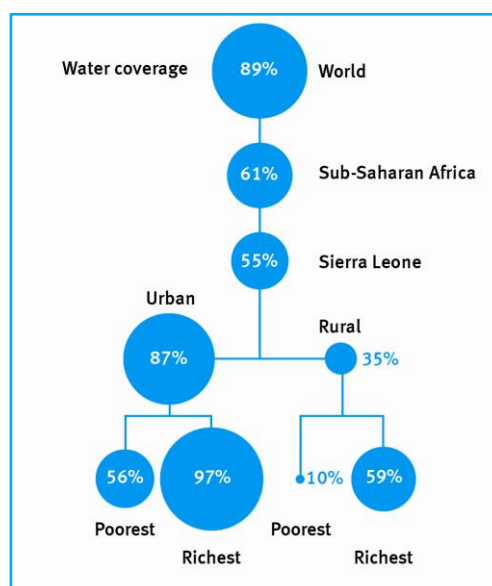 Water coverage 89% World
61% Sub-Saharan Africa
55% Sierra Leone
Urban
Rural
87% 35%
56% 97% 10% 59%
Poorest Poorest
Richest Richest